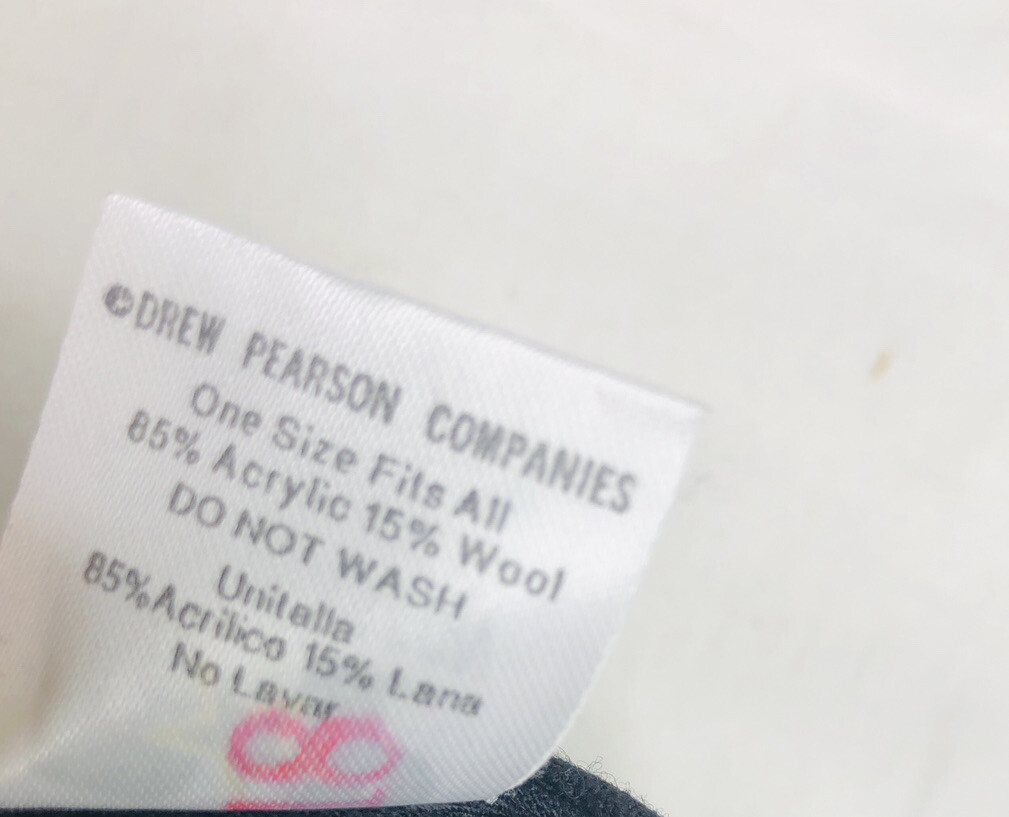 ©DREW PEARSON COMPANIES
One Size Fits All
85% Acrylic 15% Wool
DO NOT WASH
Unitalla
85%Acrilico 15% Lana
No Lavar